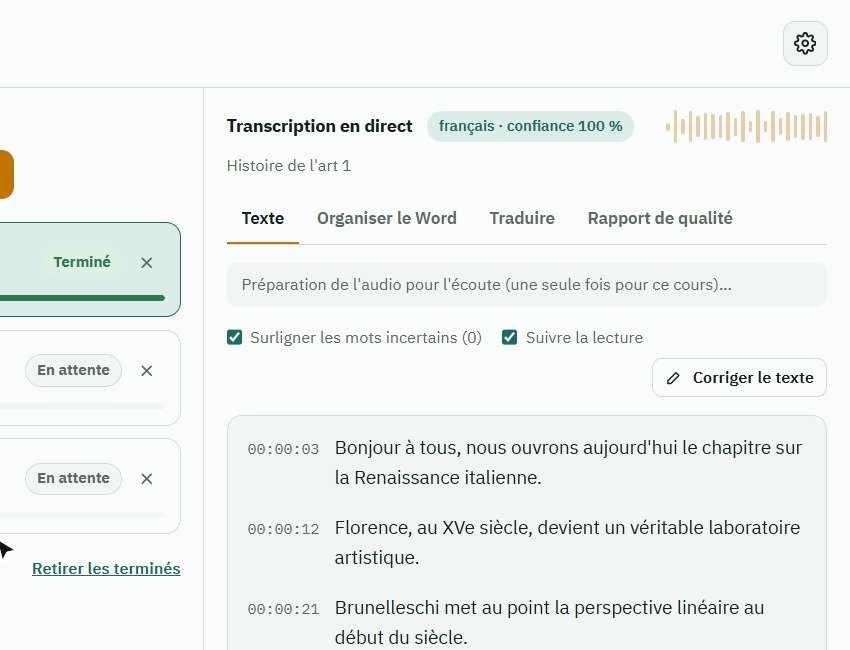 Transcription en direct
français · confiance 100 %
Histoire de l'art 1
Texte
Organiser le Word
Traduire
Rapport de qualité
Terminé
Préparation de l'audio pour l'écoute (une seule fois pour ce cours)...
Surligner les mots incertains (0)
Suivre la lecture
En attente
Corriger le texte
En attente
Retirer les terminés
00:00:03 Bonjour à tous, nous ouvrons aujourd'hui le chapitre sur
la Renaissance italienne.
00:00:12 Florence, au XVe siècle, devient un véritable laboratoire
artistique.
00:00:21 Brunelleschi met au point la perspective linéaire au
début du siècle.